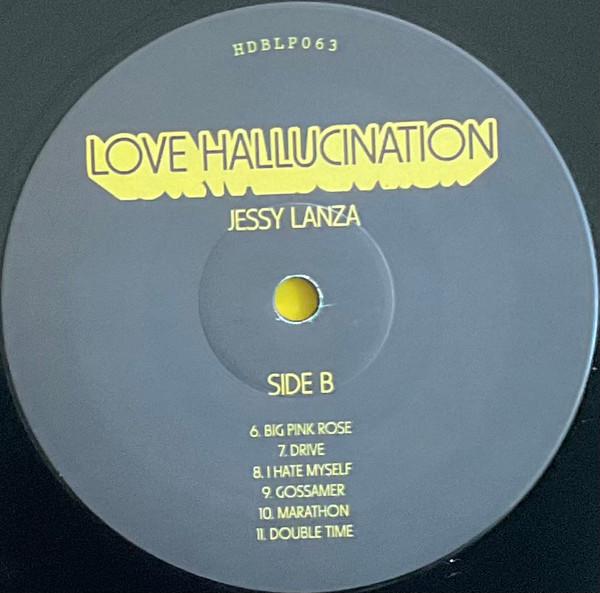 HDBLP063
LOVE HALLUCINATION
JESSY LANZA
SIDE B
6. BIG PINK ROSE
7. DRIVE
8. I HATE MYSELF
9. GOSSAMER
10. MARATHON
11. DOUBLE TIME